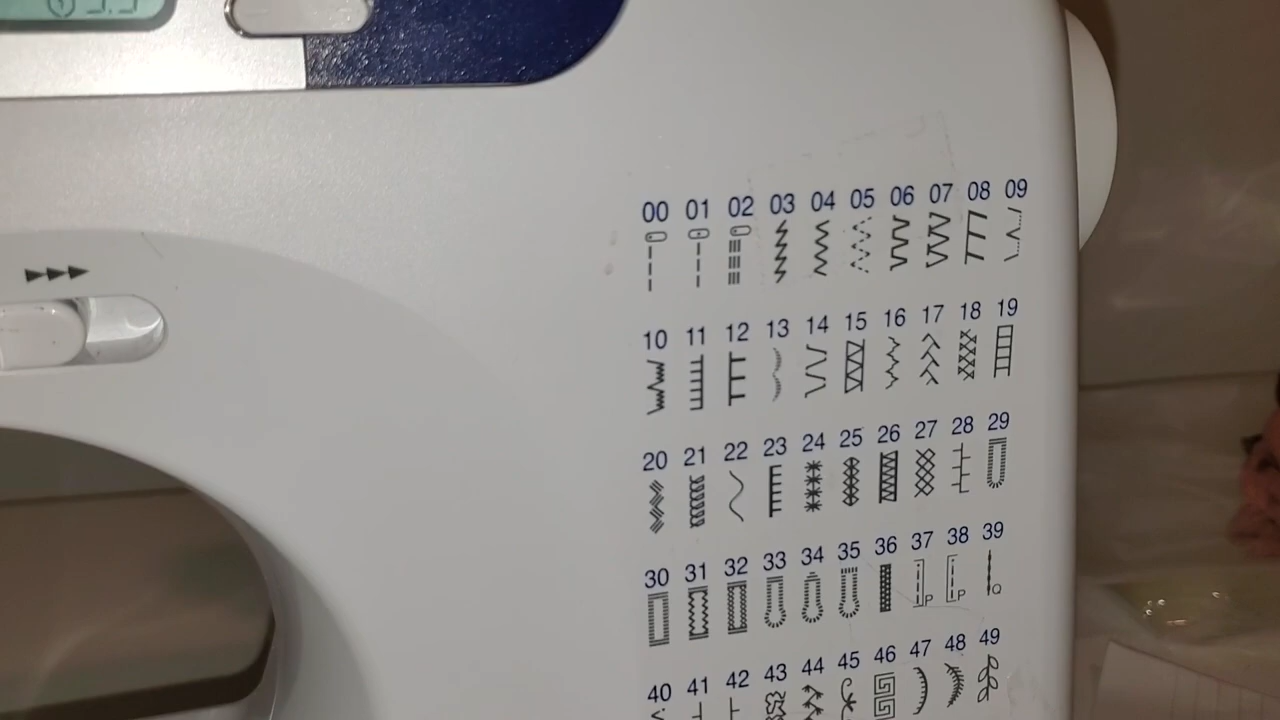 00 01 02 03 04 05 06 07 08 09
10 11 12 13 14 15 16 17 18 19
20 21 22 23 24 25 26 27 28 29
30 31 32 33 34 35 36 37 38 39
P P Q
40 41 42 43 44 45 46 47 48 49